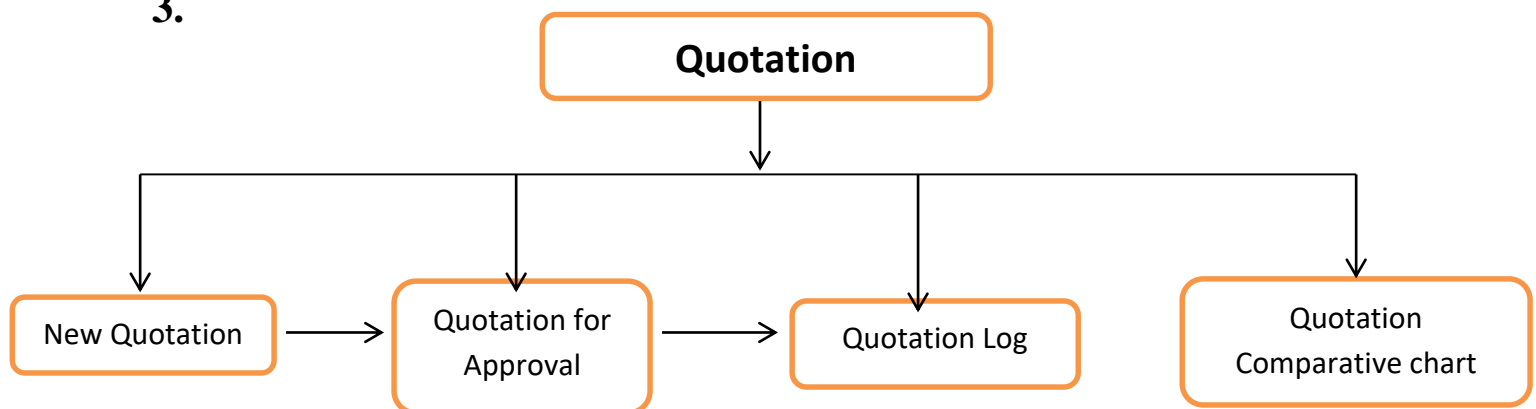 3.
Quotation
New Quotation
Quotation for
Approval
Quotation Log
Quotation
Comparative chart